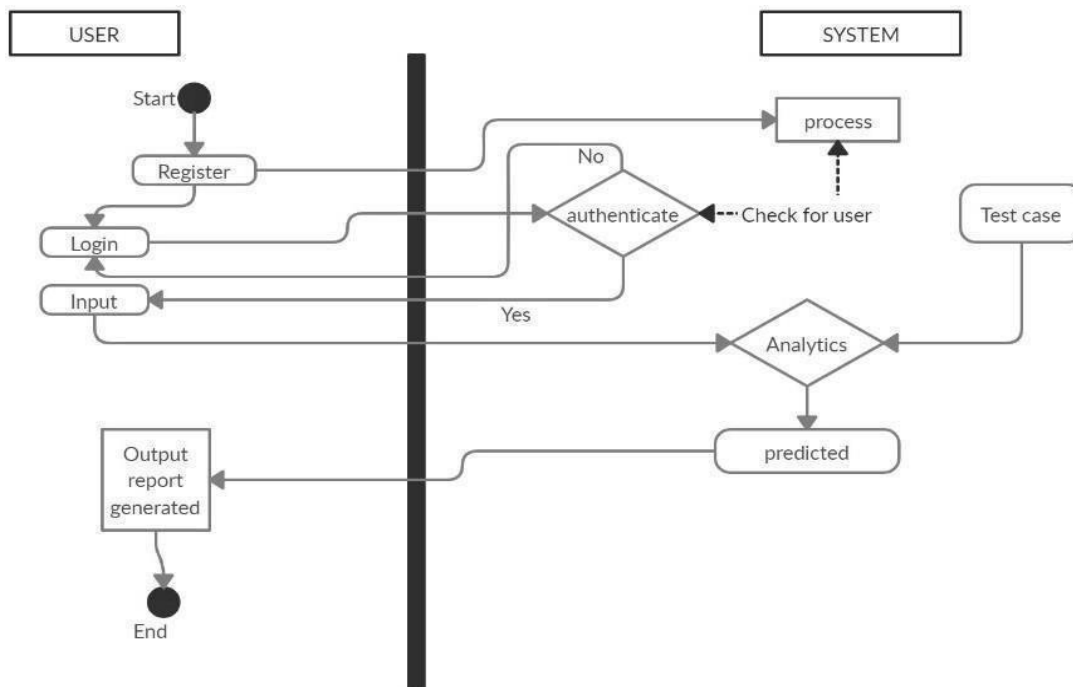 USER
SYSTEM
Start
process
Register
No
authenticate
Check for user
Test case
Login
Input
Yes
Analytics
Output
report
generated
predicted
End